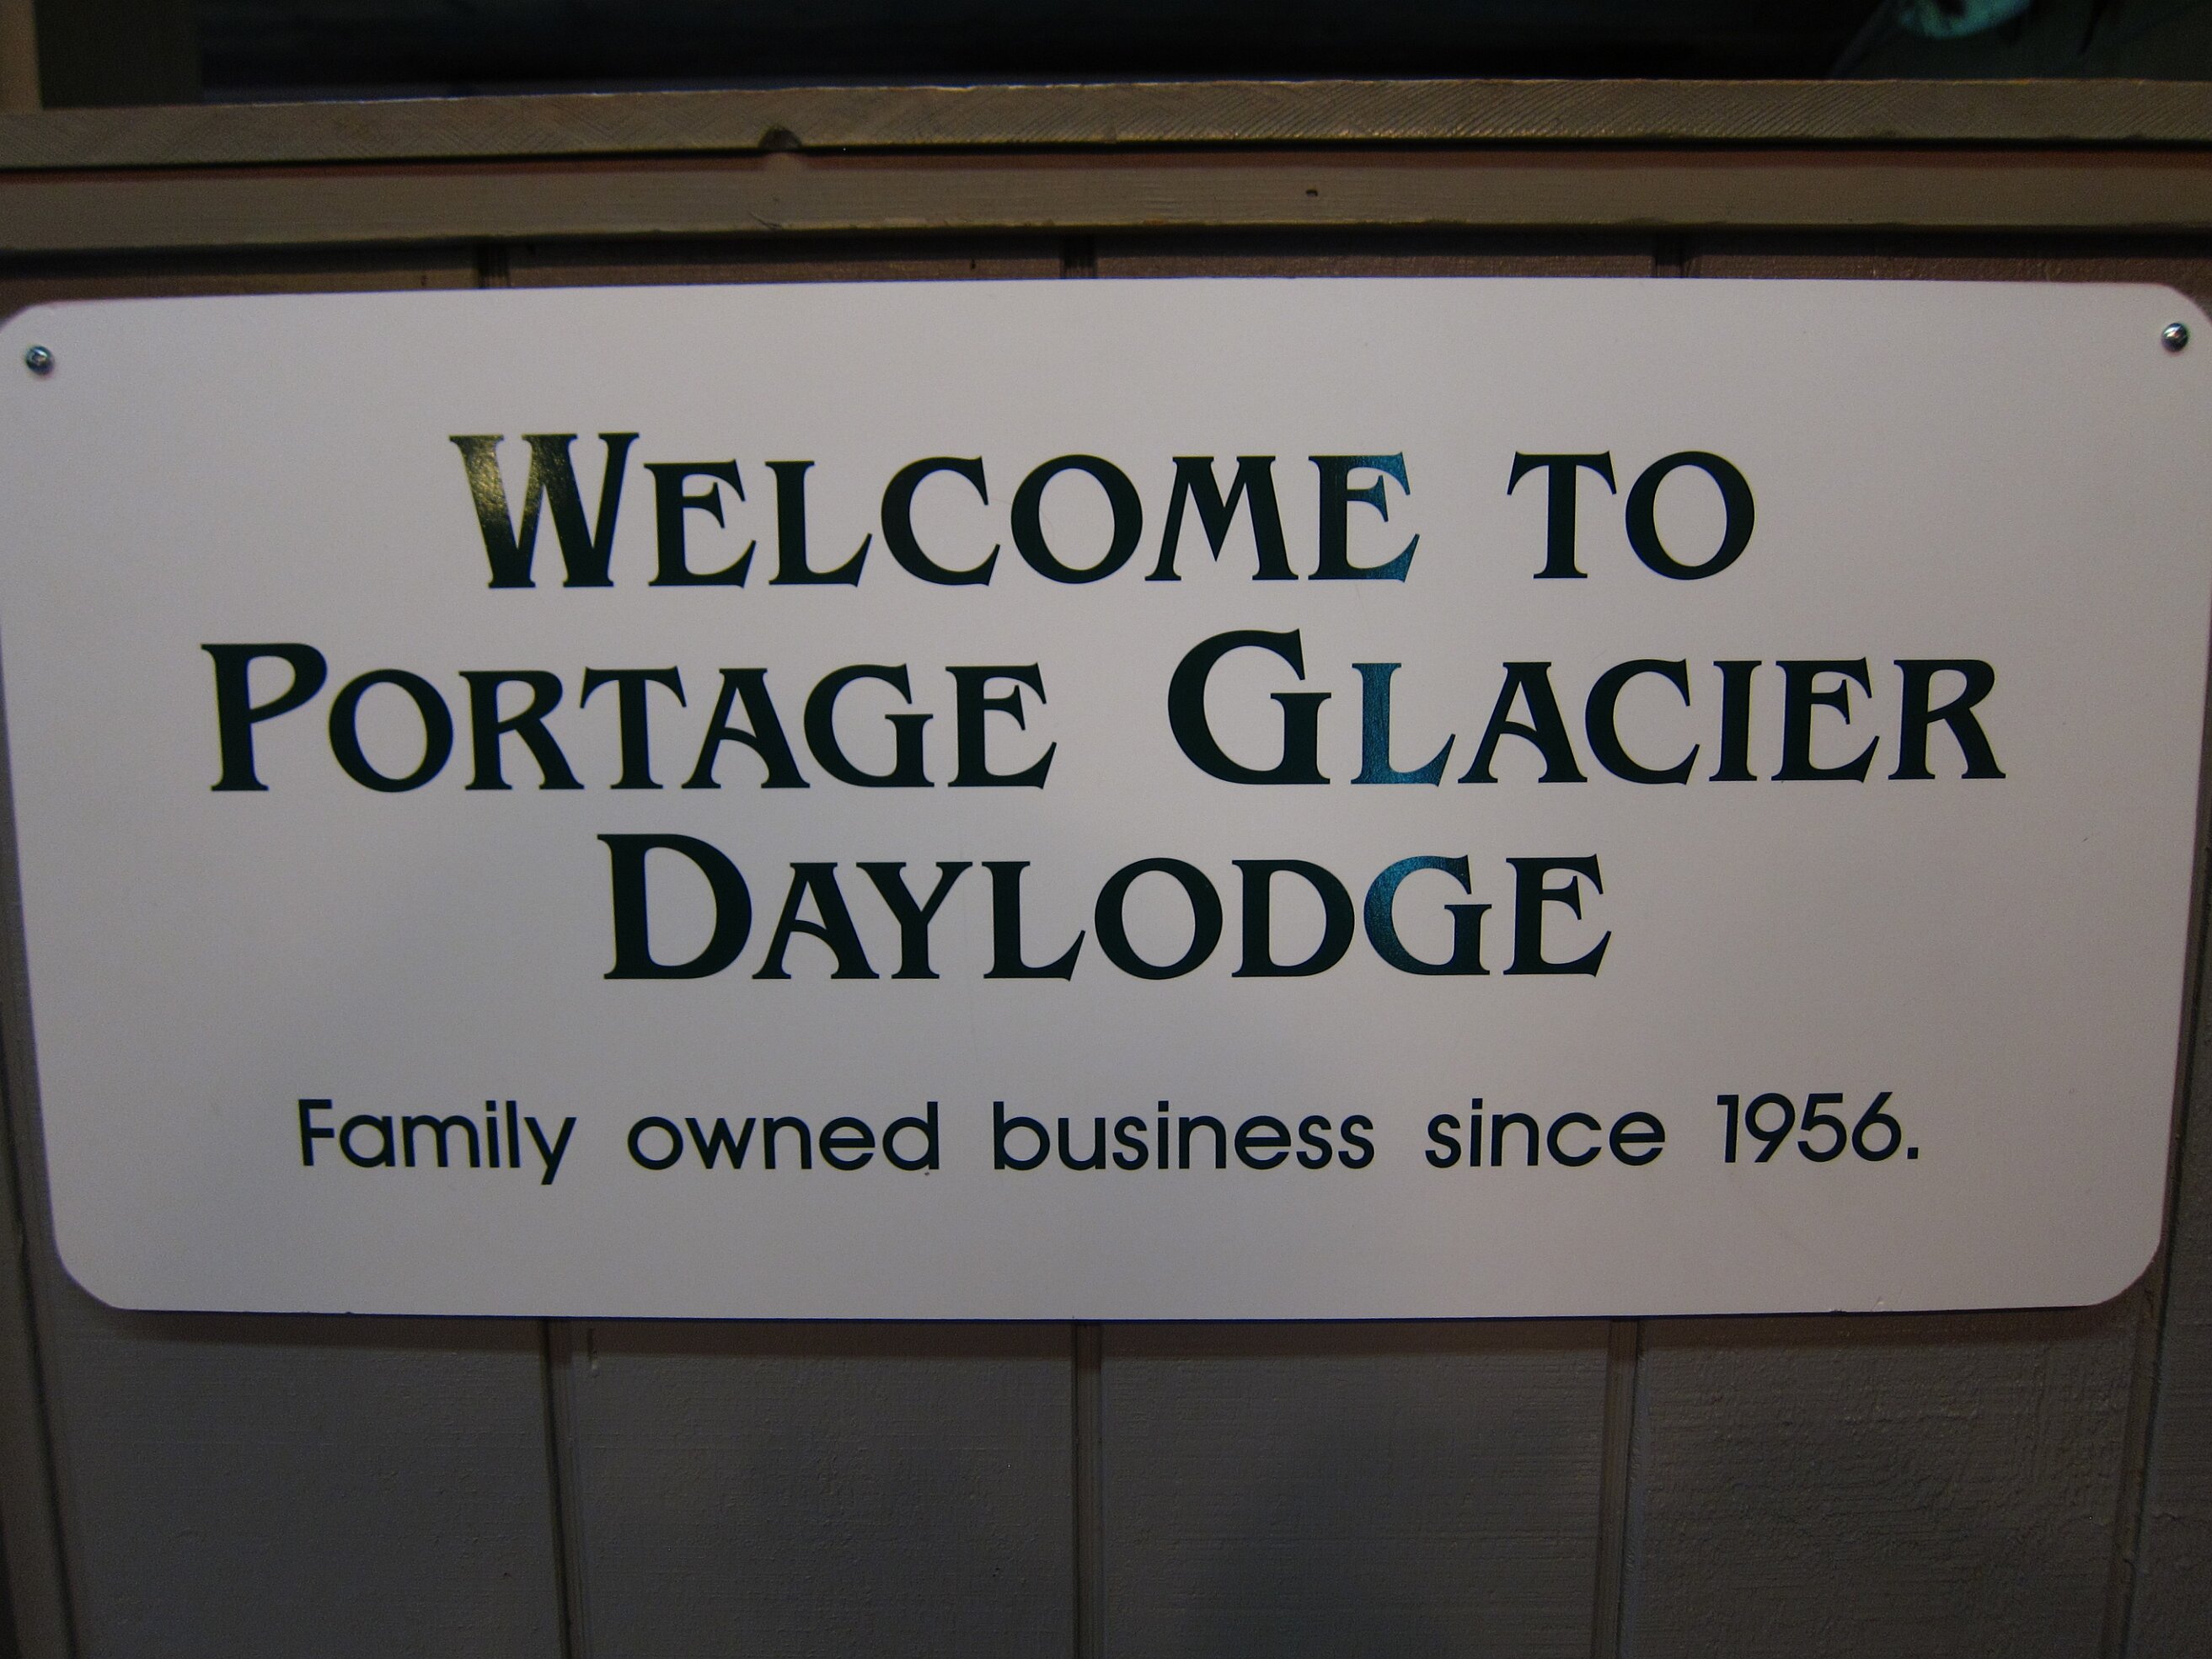 WELCOME TO
PORTAGE GLACIER
DAYLODGE
Family owned business since 1956.